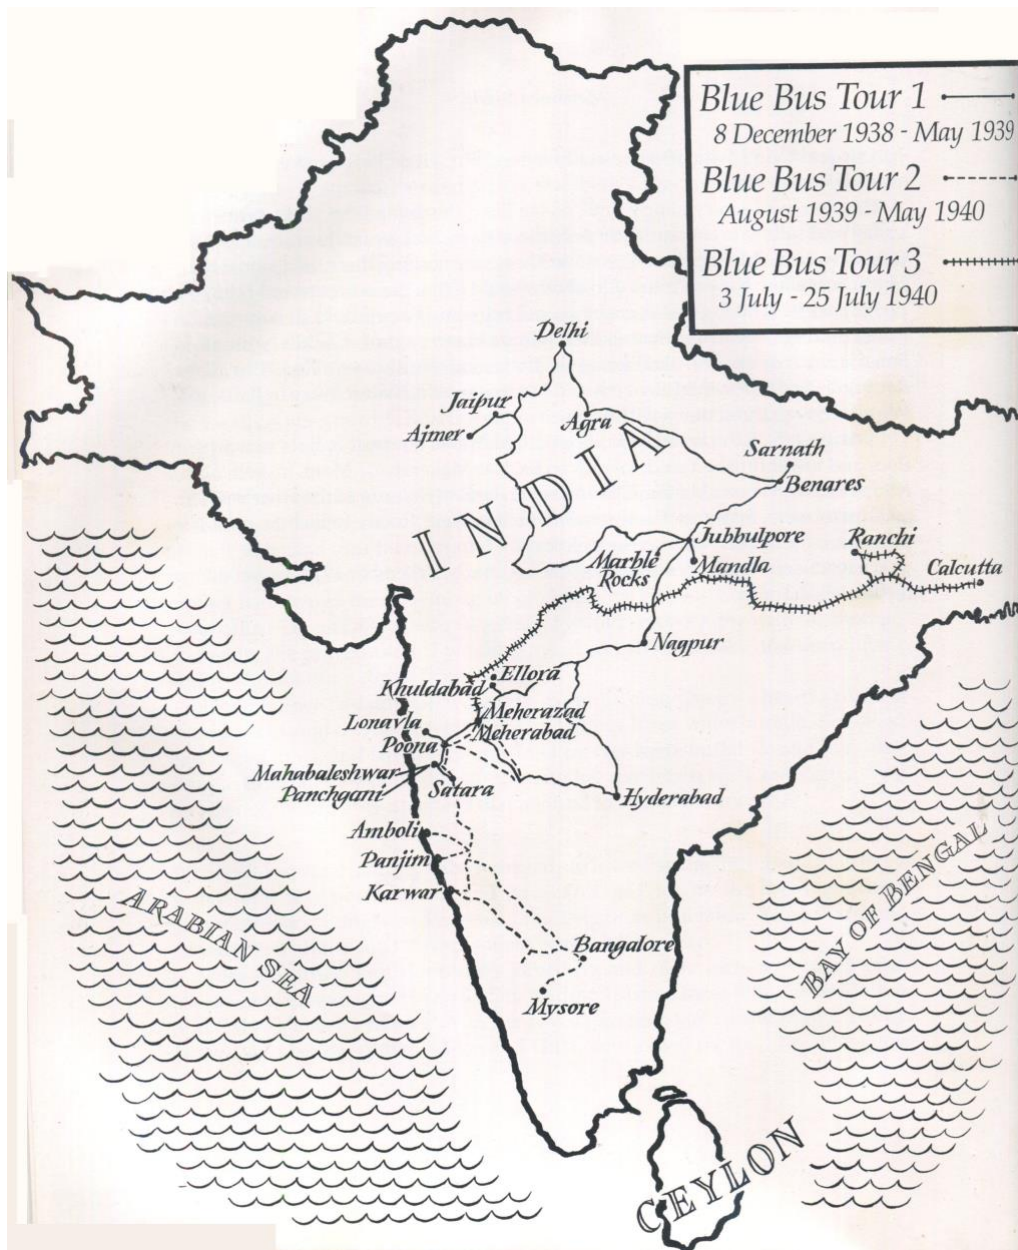 Blue Bus Tour 1
8 December 1938 - May 1939
Blue Bus Tour 2
August 1939 - May 1940
Blue Bus Tour 3
3 July - 25 July 1940
Delhi
Jaipur
Ajmer
Agra
INDIA
Sarnath
Benares
Jubbulpore
Ranchi
Marble
Rocks
Mandla
Calcutta
Nagpur
Ellora
Khuldabad
Meherazad
Lonavla
Meherabad
Poona
Mahabaleshwar
Panchgani
Satara
Hyderabad
Amboli
Panjim
Karwar
ARABIAN SEA
BAY OF BENGAL
Bangalore
Mysore
CEYLON